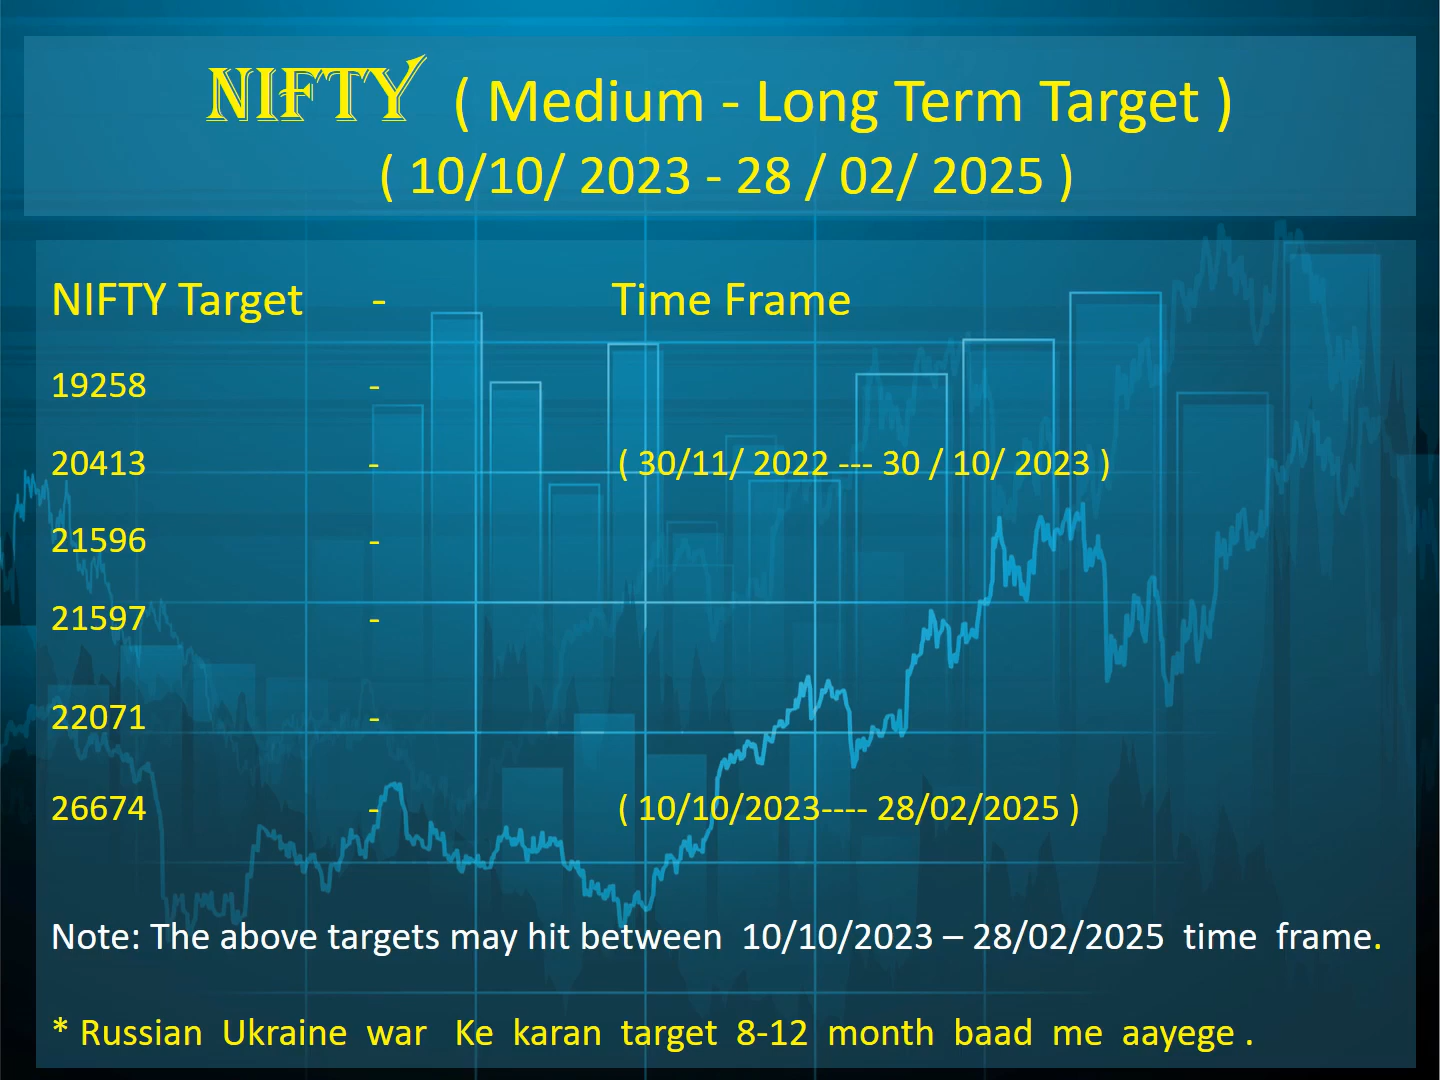 NIFTY ( Medium - Long Term Target )
( 10/10/ 2023 - 28 / 02/ 2025 )
NIFTY Target - Time Frame
19258 -
20413 - ( 30/11/ 2022 --- 30 / 10/ 2023 )
21596 -
21597 -
22071 -
26674 - ( 10/10/2023---- 28/02/2025 )
Note: The above targets may hit between 10/10/2023 – 28/02/2025 time frame.
* Russian Ukraine war Ke karan target 8-12 month baad me aayege .